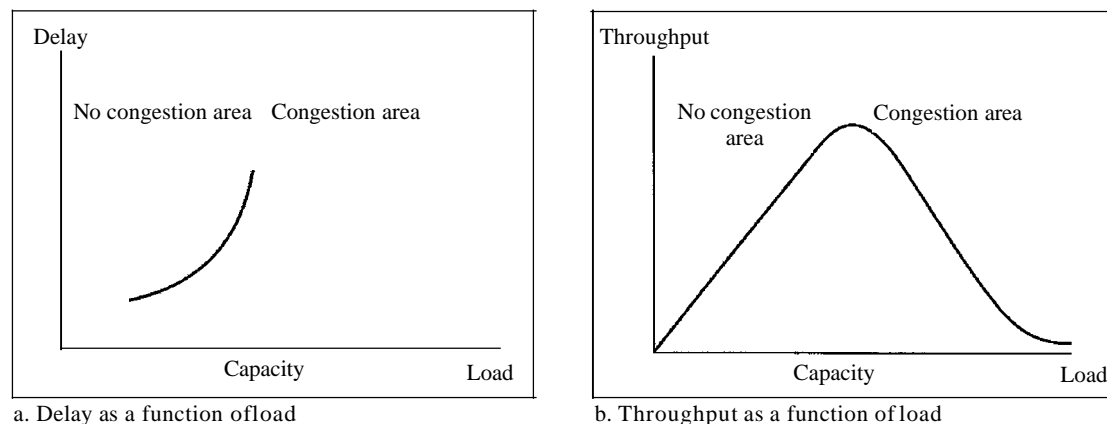 Delay
No congestion area Congestion area
Capacity
Load
a. Delay as a function ofload
Throughput
No congestion
area
Congestion area
Capacity
Load
b. Throughput as a function of load